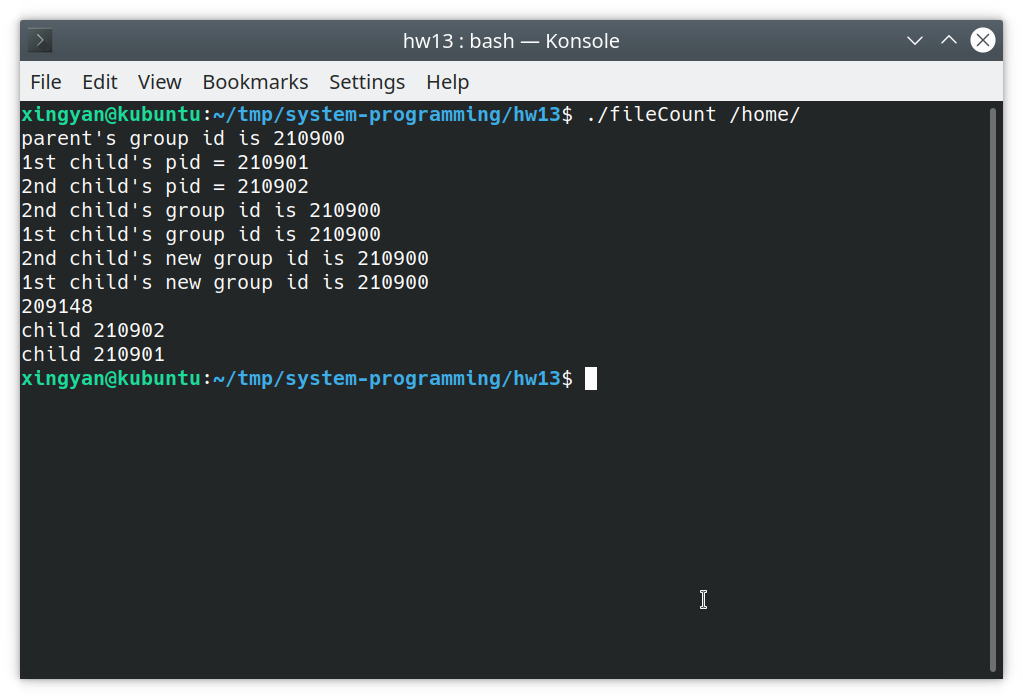 hw13 : bash — Konsole
File Edit View Bookmarks Settings Help
xingyan@kubuntu:~/tmp/system-programming/hw13$ ./fileCount /home/
parent's group id is 210900
1st child's pid = 210901
2nd child's pid = 210902
2nd child's group id is 210900
1st child's group id is 210900
2nd child's new group id is 210900
1st child's new group id is 210900
209148
child 210902
child 210901
xingyan@kubuntu:~/tmp/system-programming/hw13$